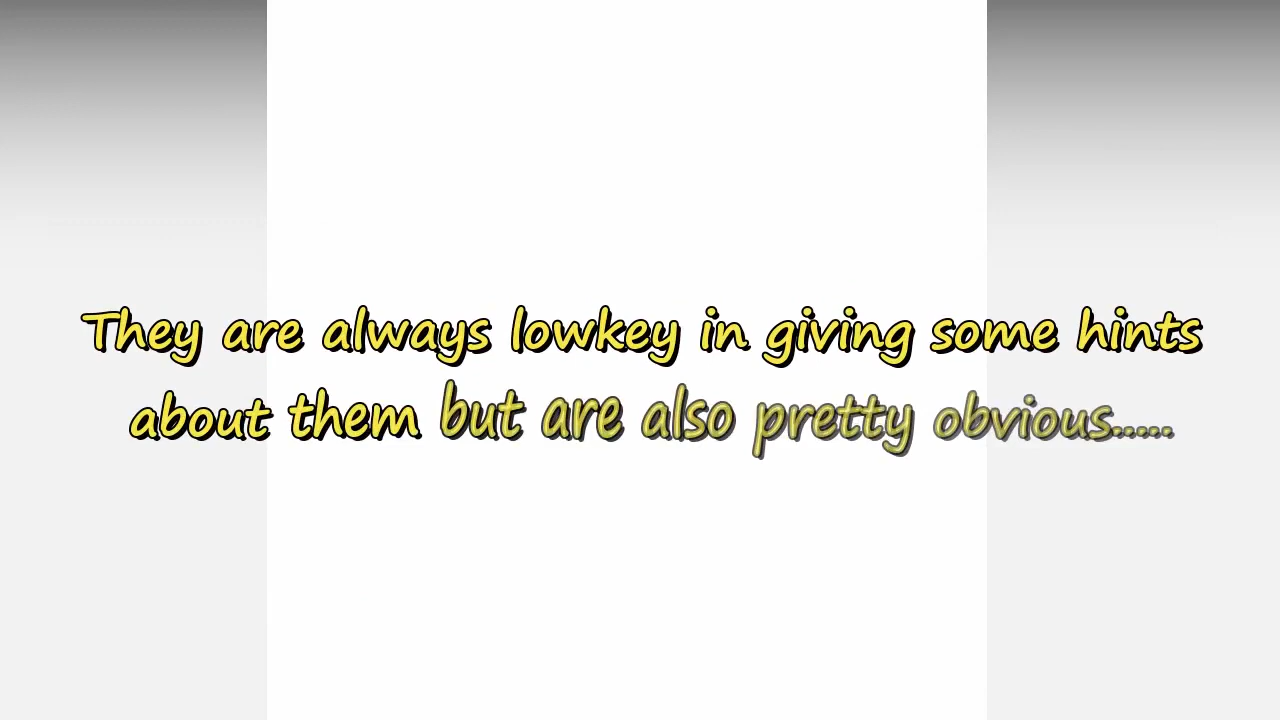 They are always lowkey in giving some hints
about them but are also pretty obvious.....